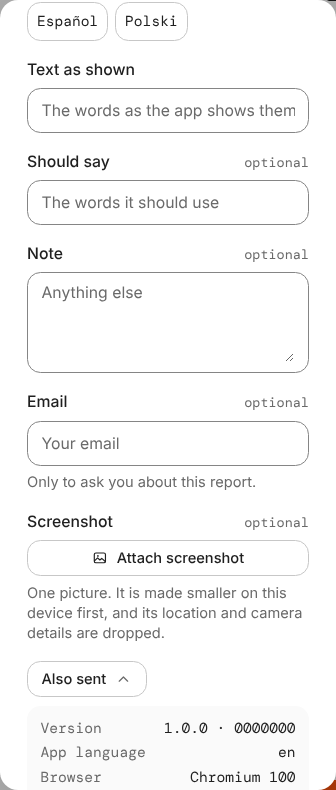 Español Polski
Text as shown
The words as the app shows them
Should say optional
The words it should use
Note optional
Anything else
Email optional
Your email
Only to ask you about this report.
Screenshot optional
Attach screenshot
One picture. It is made smaller on this
device first, and its location and camera
details are dropped.
Also sent
Version 1.0.0 · 0000000
App language en
Browser Chromium 100